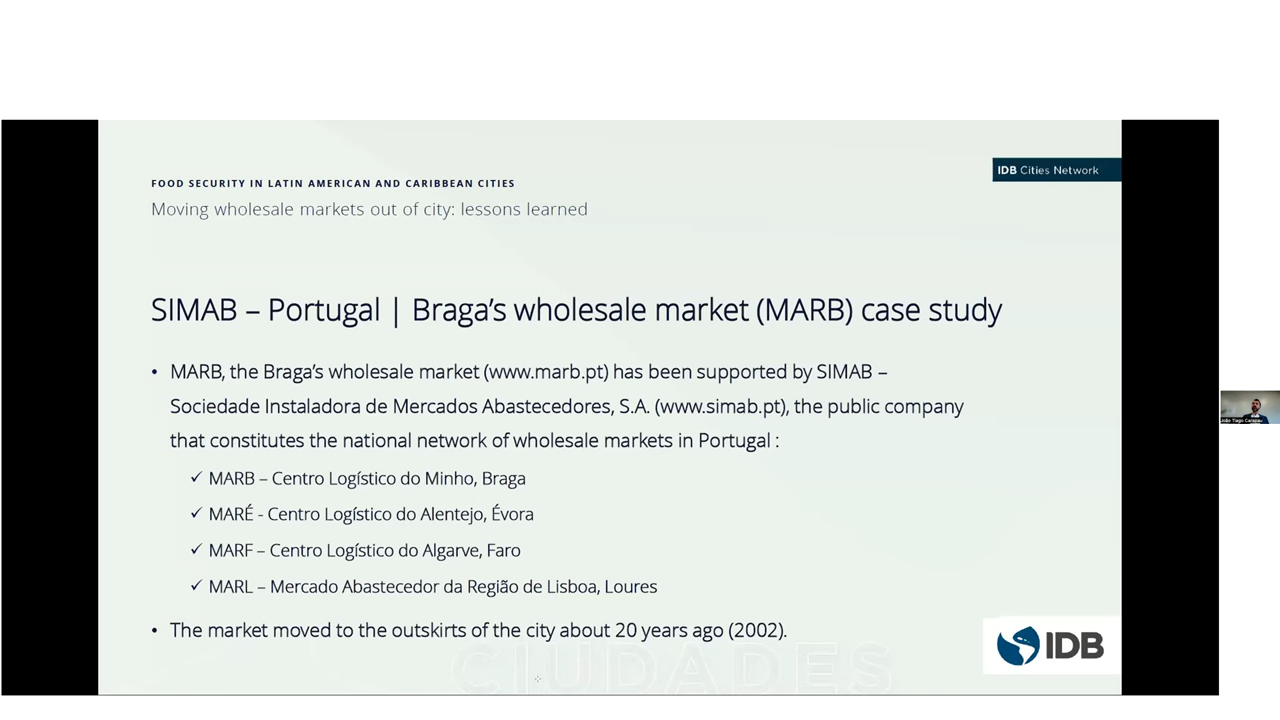 FOOD SECURITY IN LATIN AMERICAN AND CARIBBEAN CITIES
IDB Cities Network
Moving wholesale markets out of city: lessons learned
SIMAB – Portugal | Braga's wholesale market (MARB) case study
• MARB, the Braga's wholesale market (www.marb.pt) has been supported by SIMAB –
Sociedade Instaladora de Mercados Abastecedores, S.A. (www.simab.pt), the public company
that constitutes the national network of wholesale markets in Portugal :
✓ MARB – Centro Logístico do Minho, Braga
✓ MARÉ - Centro Logístico do Alentejo, Évora
✓ MARF – Centro Logístico do Algarve, Faro
✓ MARL – Mercado Abastecedor da Região de Lisboa, Loures
• The market moved to the outskirts of the city about 20 years ago (2002).
CIUDADES
IDB
João Tiago Carapau